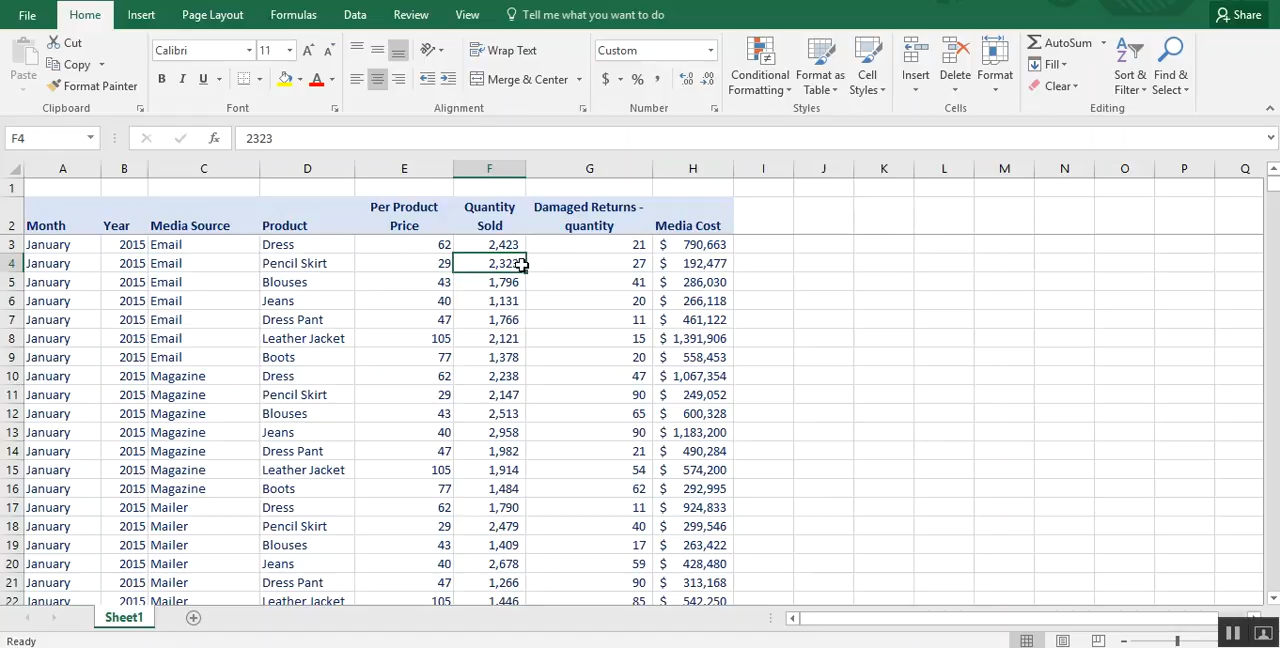 File Home Insert Page Layout Formulas Data Review View Tell me what you want to do Share
Paste Cut Copy Format Painter Clipboard
Calibri 11 A A B I U A Font
Wrap Text Merge & Center Alignment
Custom $ % , .0 .00 Number
Conditional Formatting Format as Table Cell Styles Styles
Insert Delete Format Cells
AutoSum Fill Clear Sort & Filter Find & Select Editing
F4 fx 2323
A B C D E F G H I J K L M N O P Q
1
2 Month Year Media Source Product Per Product Price Quantity Sold Damaged Returns - quantity Media Cost
3 January 2015 Email Dress 62 2,423 21 $ 790,663
4 January 2015 Email Pencil Skirt 29 2,323 27 $ 192,477
5 January 2015 Email Blouses 43 1,796 41 $ 286,030
6 January 2015 Email Jeans 40 1,131 20 $ 266,118
7 January 2015 Email Dress Pant 47 1,766 11 $ 461,122
8 January 2015 Email Leather Jacket 105 2,121 15 $ 1,391,906
9 January 2015 Email Boots 77 1,378 20 $ 558,453
10 January 2015 Magazine Dress 62 2,238 47 $ 1,067,354
11 January 2015 Magazine Pencil Skirt 29 2,147 90 $ 249,052
12 January 2015 Magazine Blouses 43 2,513 65 $ 600,328
13 January 2015 Magazine Jeans 40 2,958 90 $ 1,183,200
14 January 2015 Magazine Dress Pant 47 1,982 21 $ 490,284
15 January 2015 Magazine Leather Jacket 105 1,914 54 $ 574,200
16 January 2015 Magazine Boots 77 1,484 62 $ 292,995
17 January 2015 Mailer Dress 62 1,790 11 $ 924,833
18 January 2015 Mailer Pencil Skirt 29 2,479 40 $ 299,546
19 January 2015 Mailer Blouses 43 1,409 17 $ 263,422
20 January 2015 Mailer Jeans 40 2,678 59 $ 428,480
21 January 2015 Mailer Dress Pant 47 1,266 90 $ 313,168
22 January 2015 Mailer Leather Jacket 105 1,446 85 $ 542,250
Sheet1
Ready